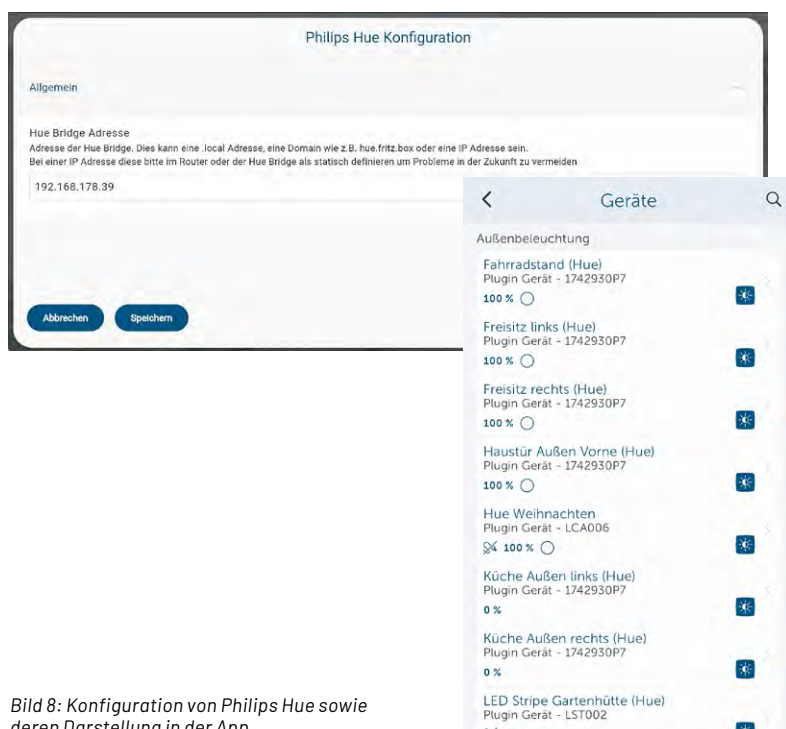 Philips Hue Konfiguration
Allgemein
Hue Bridge Adresse
Adresse der Hue Bridge. Dies kann eine .local Adresse, eine Domain wie z.B. hue.fritz.box oder eine IP Adresse sein.
Bei einer IP Adresse diese bitte im Router oder der Hue Bridge als statisch definieren um Probleme in der Zukunft zu vermeiden
192.168.178.39
Abbrechen Speichern
Geräte
Außenbeleuchtung
Fahrradstand (Hue)
Plugin Gerät - 1742930P7
100 %
Freisitz links (Hue)
Plugin Gerät - 1742930P7
100 %
Freisitz rechts (Hue)
Plugin Gerät - 1742930P7
100 %
Haustür Außen Vorne (Hue)
Plugin Gerät - 1742930P7
100 %
Hue Weihnachten
Plugin Gerät - LCA006
100 %
Küche Außen links (Hue)
Plugin Gerät - 1742930P7
0 %
Küche Außen rechts (Hue)
Plugin Gerät - 1742930P7
0 %
LED Stripe Gartenhütte (Hue)
Plugin Gerät - LST002
Bild 8: Konfiguration von Philips Hue sowie
deren Darstellung in der App